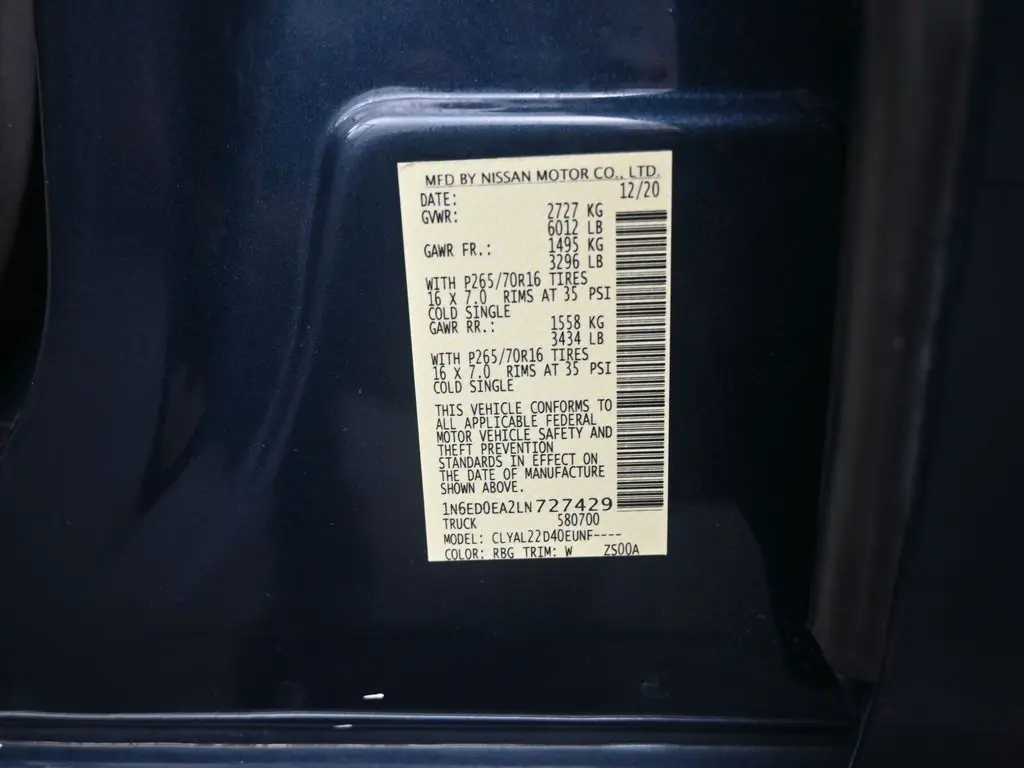 MFD BY NISSAN MOTOR CO., LTD.
DATE: 12/20
GVWR: 2727 KG
6012 LB
GAWR FR.: 1495 KG
3296 LB
WITH P265/70R16 TIRES
16 X 7.0 RIMS AT 35 PSI
COLD SINGLE
GAWR RR.: 1558 KG
3434 LB
WITH P265/70R16 TIRES
16 X 7.0 RIMS AT 35 PSI
COLD SINGLE
THIS VEHICLE CONFORMS TO
ALL APPLICABLE FEDERAL
MOTOR VEHICLE SAFETY AND
THEFT PREVENTION
STANDARDS IN EFFECT ON
THE DATE OF MANUFACTURE
SHOWN ABOVE.
1N6ED0EA2LN727429
TRUCK 580700
MODEL: CLYAL22D40EUNF----
COLOR: RBG TRIM: W ZS00A